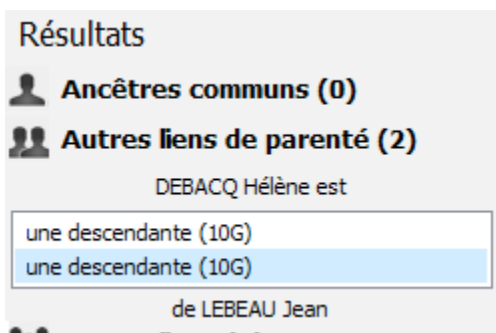 Résultats
Ancêtres communs (0)
Autres liens de parenté (2)
DEBACQ Hélène est
une descendante (10G)
une descendante (10G)
de LEBEAU Jean